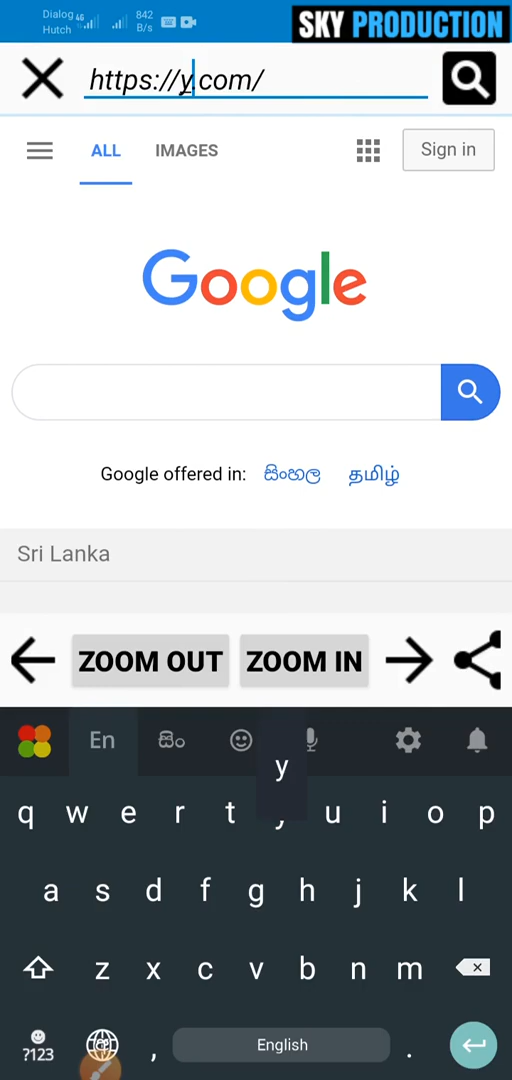 Dialog 4G 842
Hutch B/s
SKY PRODUCTION
https://y.com/
ALL IMAGES Sign in
Google
Google offered in: සිංහල தமிழ்
Sri Lanka
ZOOM OUT ZOOM IN
En සිං
y
q w e r t y u i o p
a s d f g h j k l
z x c v b n m
?123 , English .